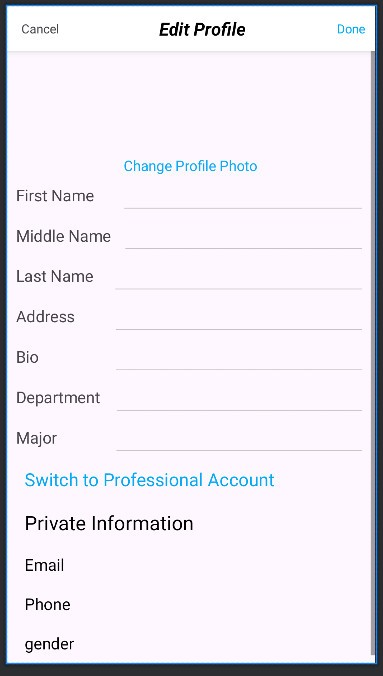 Cancel Edit Profile Done
Change Profile Photo
First Name
Middle Name
Last Name
Address
Bio
Department
Major
Switch to Professional Account
Private Information
Email
Phone
gender